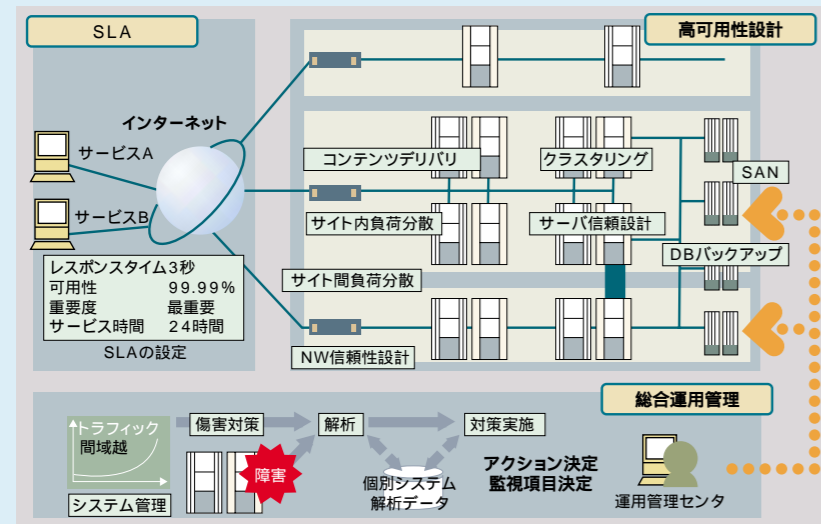 SLA
高可用性設計
インターネット
サービスA
サービスB
コンテンツデリバリ
クラスタリング
SAN
サイト内負荷分散
サーバ信頼設計
DBバックアップ
サイト間負荷分散
レスポンスタイム3秒
可用性 99.99%
重要度 最重要
サービス時間 24時間
SLAの設定
NW信頼性設計
総合運用管理
トラフィック
間域越
傷害対策
解析
対策実施
障害
システム管理
個別システム
解析データ
アクション決定
監視項目決定
運用管理センタ